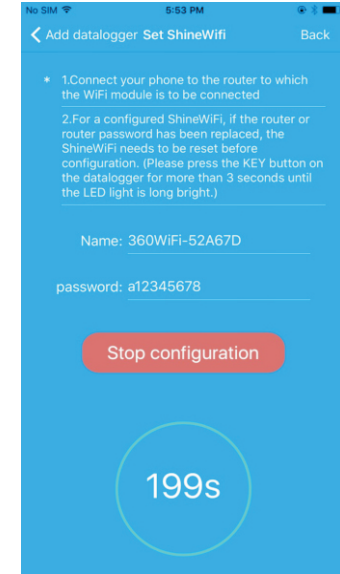 No SIM 5:53 PM
Add datalogger Set ShineWifi Back
* 1.Connect your phone to the router to which
the WiFi module is to be connected
2.For a configured ShineWiFi, if the router or
router password has been replaced, the
ShineWiFi needs to be reset before
configuration. (Please press the KEY button on
the datalogger for more than 3 seconds until
the LED light is long bright.)
Name: 360WiFi-52A67D
password: a12345678
Stop configuration
199s